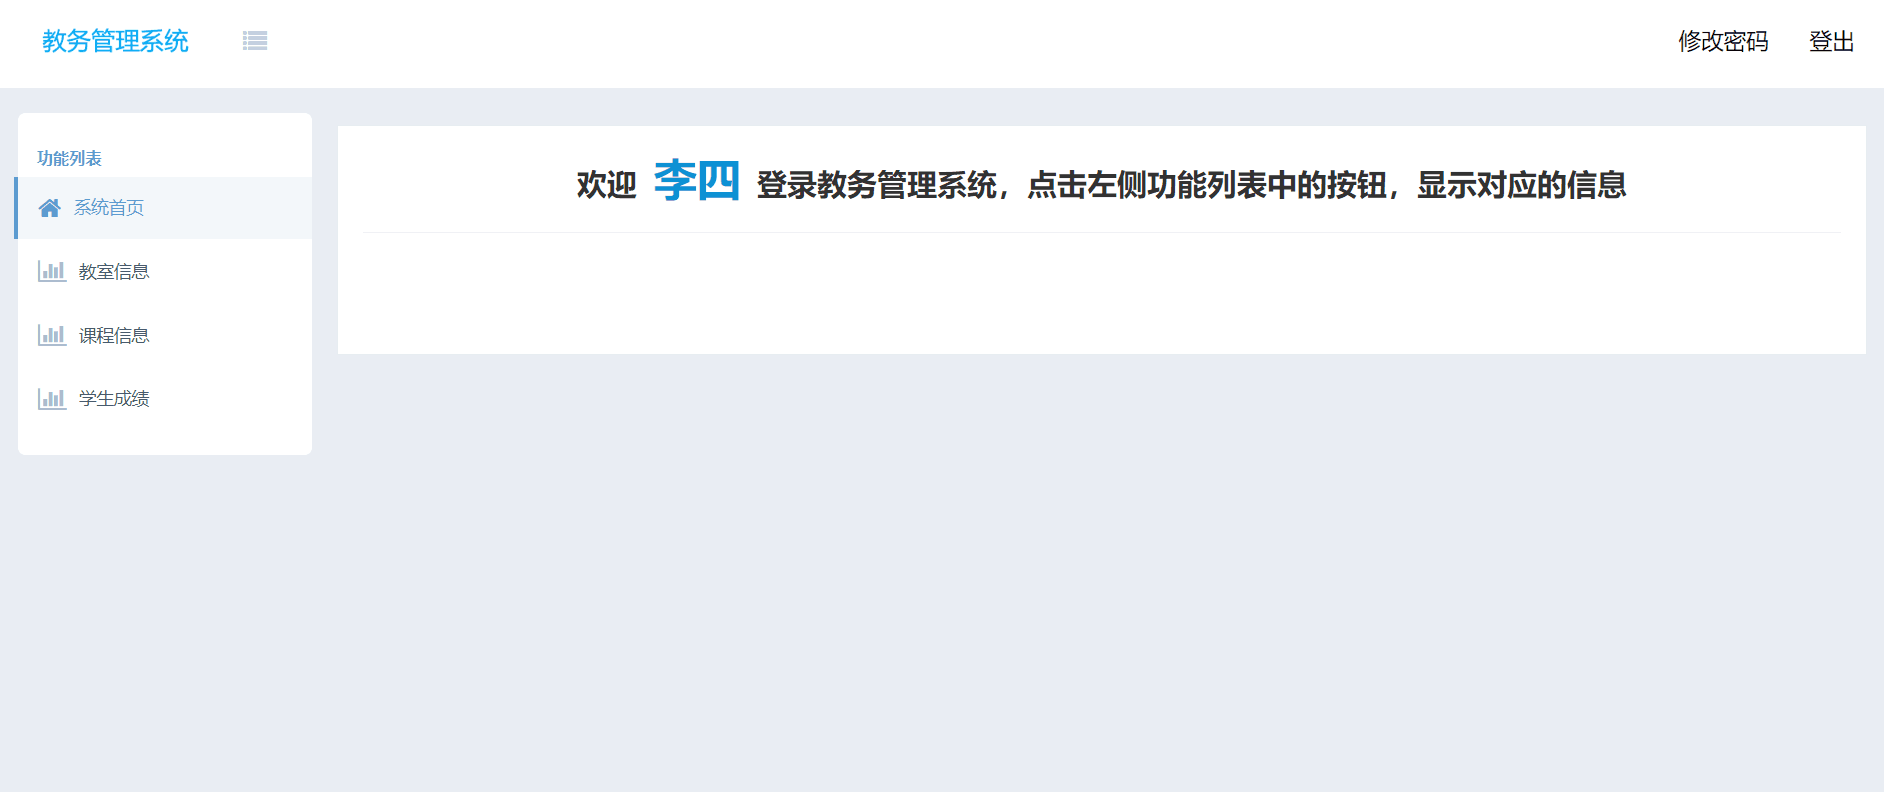 教务管理系统
修改密码 登出
功能列表
系统首页
教室信息
课程信息
学生成绩
欢迎 李四 登录教务管理系统，点击左侧功能列表中的按钮，显示对应的信息